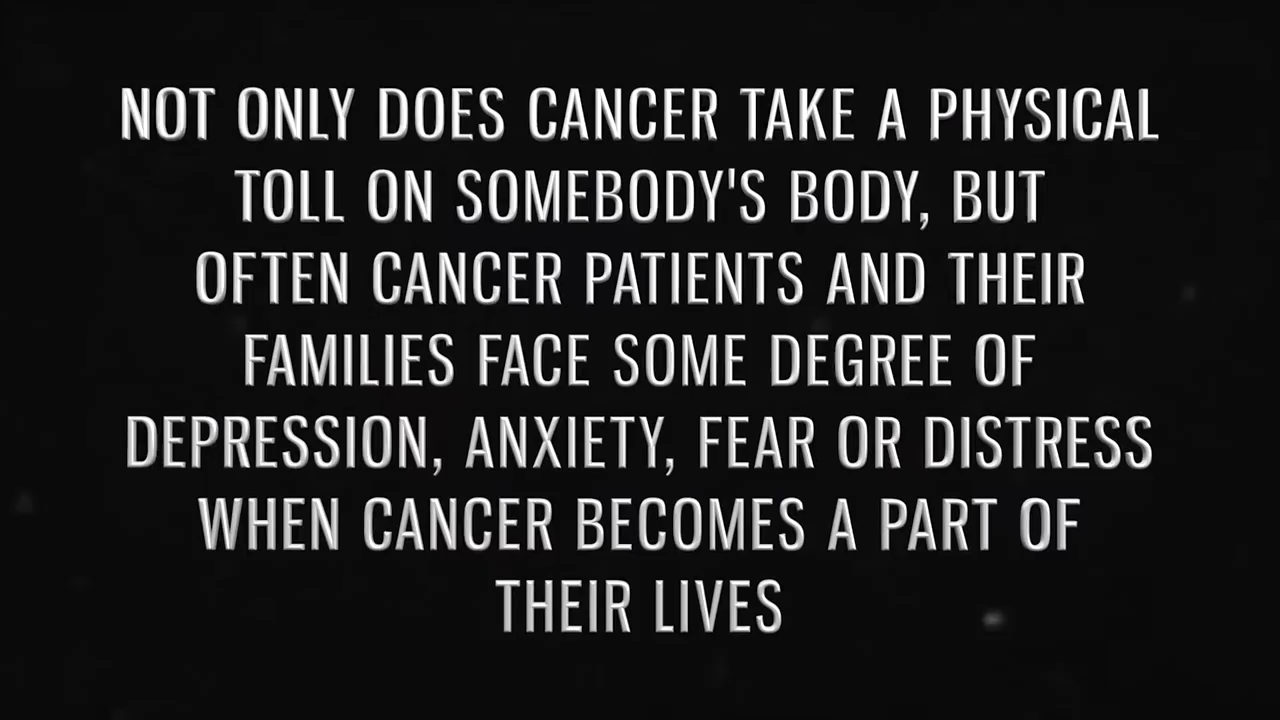 NOT ONLY DOES CANCER TAKE A PHYSICAL
TOLL ON SOMEBODY'S BODY, BUT
OFTEN CANCER PATIENTS AND THEIR
FAMILIES FACE SOME DEGREE OF
DEPRESSION, ANXIETY, FEAR OR DISTRESS
WHEN CANCER BECOMES A PART OF
THEIR LIVES